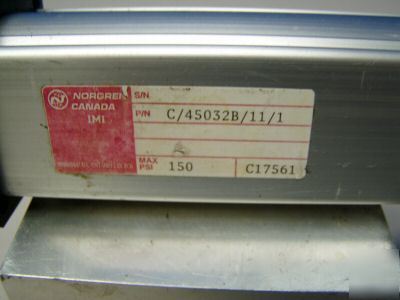 NORGREN
CANADA
IMI
S/N
P/N C/45032B/11/1
MAX
PSI 150 C17561